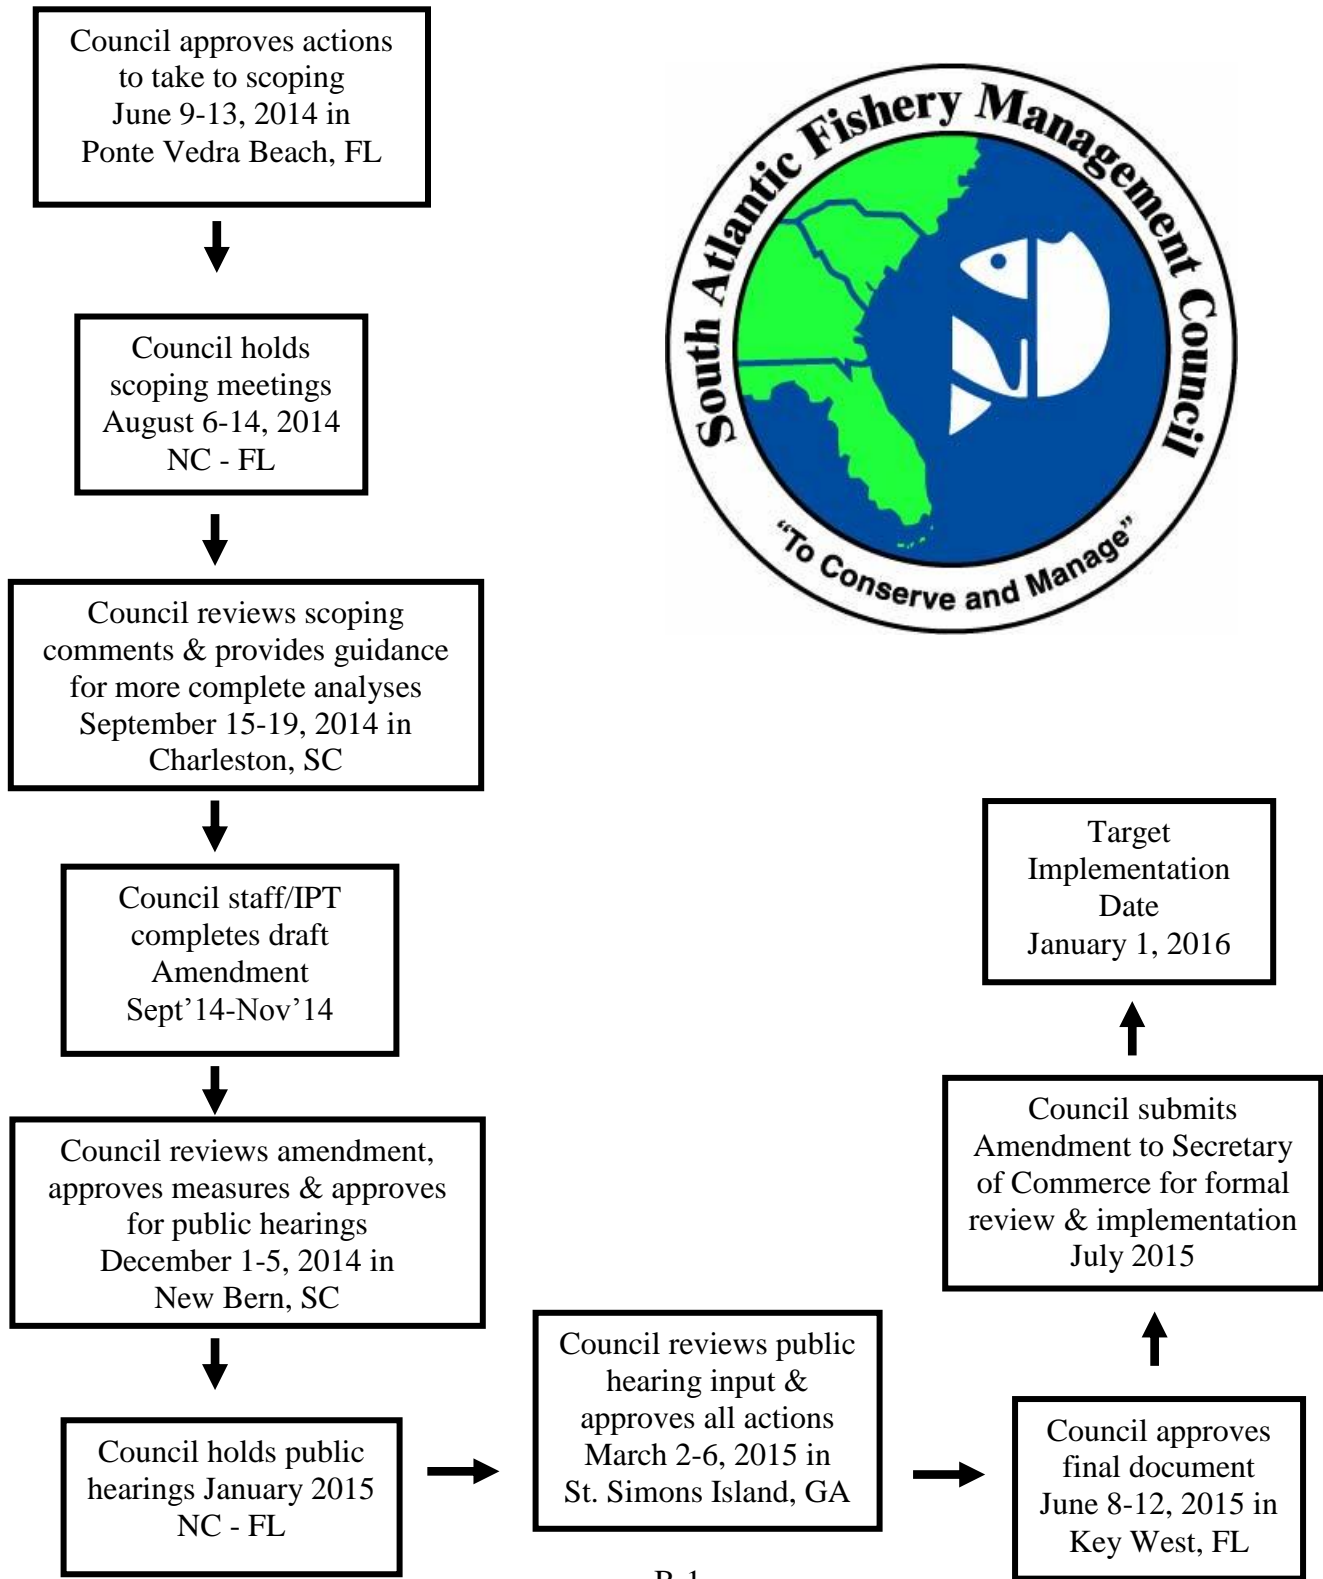 Council approves actions
to take to scoping
June 9-13, 2014 in
Ponte Vedra Beach, FL
South Atlantic Fishery Management Council
“To Conserve and Manage”
Council holds
scoping meetings
August 6-14, 2014
NC - FL
Council reviews scoping
comments & provides guidance
for more complete analyses
September 15-19, 2014 in
Charleston, SC
Council staff/IPT
completes draft
Amendment
Sept’14-Nov’14
Council reviews amendment,
approves measures & approves
for public hearings
December 1-5, 2014 in
New Bern, SC
Council holds public
hearings January 2015
NC - FL
Council reviews public
hearing input &
approves all actions
March 2-6, 2015 in
St. Simons Island, GA
Council approves
final document
June 8-12, 2015 in
Key West, FL
Council submits
Amendment to Secretary
of Commerce for formal
review & implementation
July 2015
Target
Implementation
Date
January 1, 2016